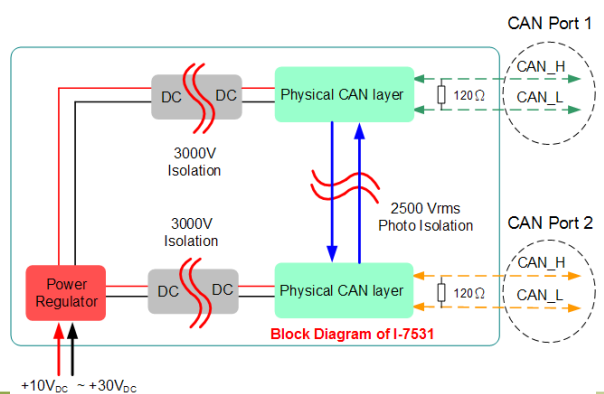 CAN Port 1
CAN_H
DC DC
Physical CAN layer
120Ω
CAN_L
3000V
Isolation
2500 Vrms
Photo Isolation
3000V
Isolation
CAN Port 2
CAN_H
Power
Regulator
DC DC
Physical CAN layer
120Ω
CAN_L
Block Diagram of I-7531
+10VDC ~ +30VDC